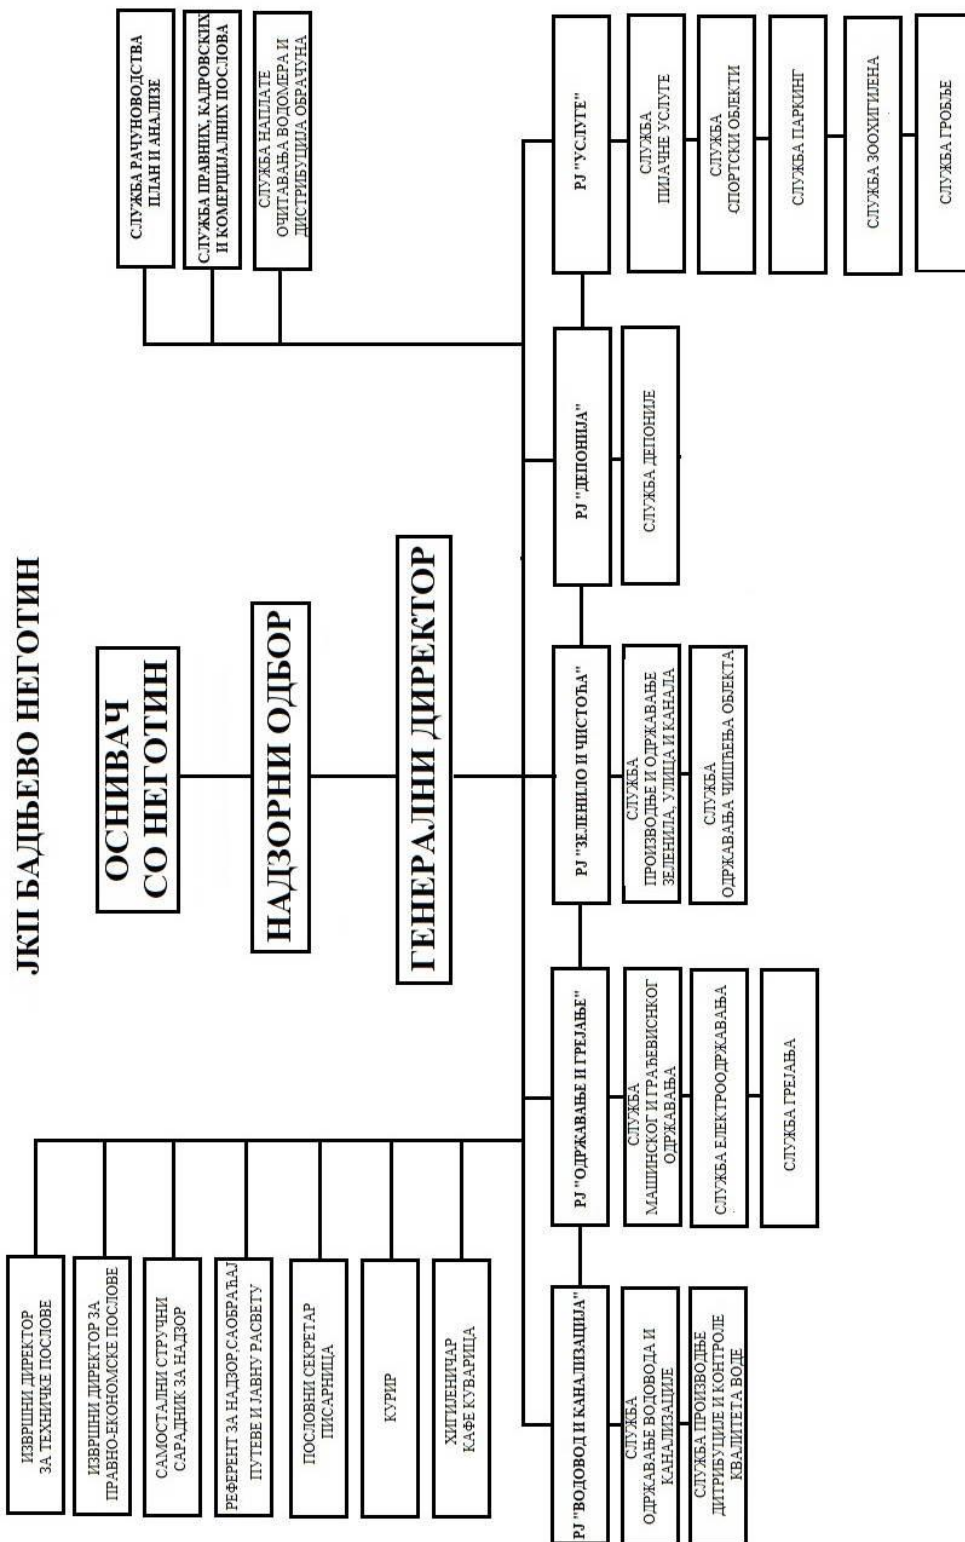 ЈКП БАДЊЕВО НЕГОТИН
ОСНИВАЧ
СО НЕГОТИН
НАДЗОРНИ ОДБОР
ГЕНЕРАЛНИ ДИРЕКТОР
ИЗВРШНИ ДИРЕКТОР
ЗА ТЕХНИЧКЕ ПОСЛОВЕ
ИЗВРШНИ ДИРЕКТОР ЗА
ПРАВНО-ЕКОНОМСКЕ ПОСЛОВЕ
САМОСТАЛНИ СТРУЧНИ
САРАДНИК ЗА НАДЗОР
РЕФЕРЕНТ ЗА НАДЗОР,САОБРАЋАЈ
ПУТЕВЕ И ЈАВНУ РАСВЕТУ
ПОСЛОВНИ СЕКРЕТАР
ПИСАРНИЦА
КУРИР
ХИГИЈЕНИЧАР
КАФЕ КУВАРИЦА
СЛУЖБА РАЧУНОВОДСТВА
ПЛАН И АНАЛИЗЕ
СЛУЖБА ПРАВНИХ, КАДРОВСКИХ
И КОМЕРЦИЈАЛНИХ ПОСЛОВА
СЛУЖБА НАПЛАТЕ
ОЧИТАВАЊА ВОДОМЕРА И
ДИСТРИБУЦИЈА ОБРАЧУНА
РЈ "ВОДОВОД И КАНАЛИЗАЦИЈА"
СЛУЖБА
ОДРЖАВАЊЕ ВОДОВОДА И
КАНАЛИЗАЦИЈЕ
СЛУЖБА ПРОИЗВОДЊЕ
ДИТРИБУЦИЈЕ И КОНТРОЛЕ
КВАЛИТЕТА ВОДЕ
РЈ "ОДРЖАВАЊЕ И ГРЕЈАЊЕ"
СЛУЖБА
МАШИНСКОГ И ГРАЂЕВИСНКОГ
ОДРЖАВАЊА
СЛУЖБА ЕЛЕКТРООДРЖАВАЊА
СЛУЖБА ГРЕЈАЊА
РЈ "ЗЕЛЕНИЛО И ЧИСТОЋА"
СЛУЖБА
ПРОИЗВОДЊЕ И ОДРЖАВАЊЕ
ЗЕЛЕНИЛА, УЛИЦА И КАНАЛА
СЛУЖБА
ОДРЖАВАЊА ЧИШЋЕЊА ОБЈЕКТА
РЈ "ДЕПОНИЈА"
СЛУЖБА ДЕПОНИЈЕ
РЈ "УСЛУГЕ"
СЛУЖБА
ПИЈАЧНЕ УСЛУГЕ
СЛУЖБА
СПОРТСКИ ОБЈЕКТИ
СЛУЖБА ПАРКИНГ
СЛУЖБА ЗООХИГИЈЕНА
СЛУЖБА ГРОБЉЕ